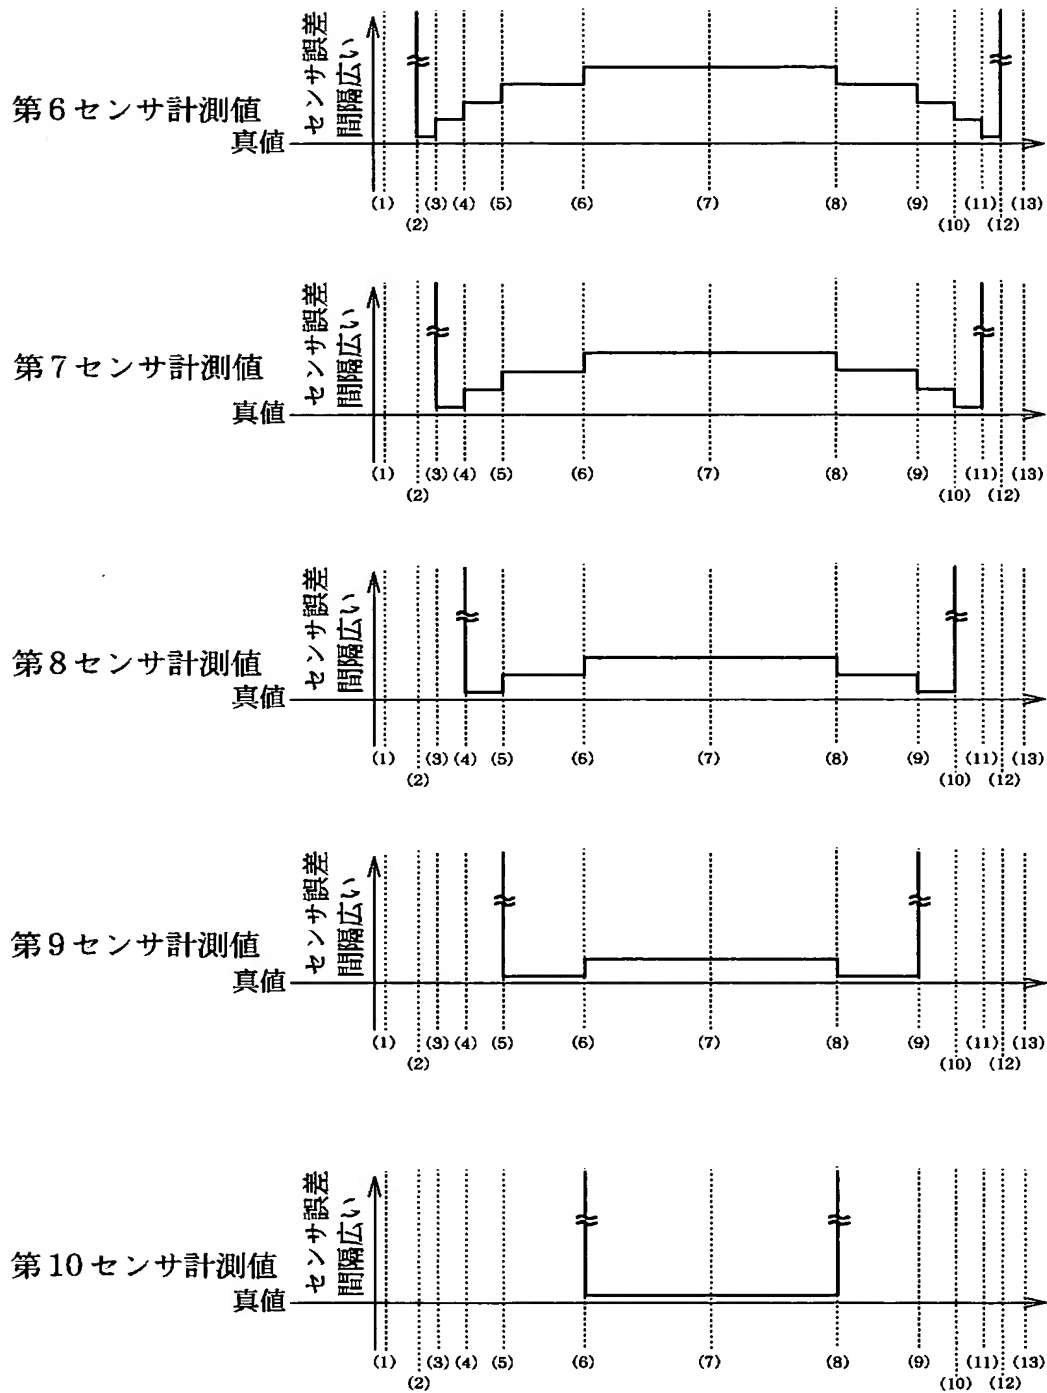 センサ誤差
間隔広い
第6センサ計測値
真値
(1) (3) (4) (5) (6) (7) (8) (9) (11) (13)
(2) (10) (12)
センサ誤差
間隔広い
第7センサ計測値
真値
(1) (3) (4) (5) (6) (7) (8) (9) (11) (13)
(2) (10) (12)
センサ誤差
間隔広い
第8センサ計測値
真値
(1) (3) (4) (5) (6) (7) (8) (9) (11) (13)
(2) (10) (12)
センサ誤差
間隔広い
第9センサ計測値
真値
(1) (3) (4) (5) (6) (7) (8) (9) (11) (13)
(2) (10) (12)
センサ誤差
間隔広い
第10センサ計測値
真値
(1) (3) (4) (5) (6) (7) (8) (9) (11) (13)
(2) (10) (12)